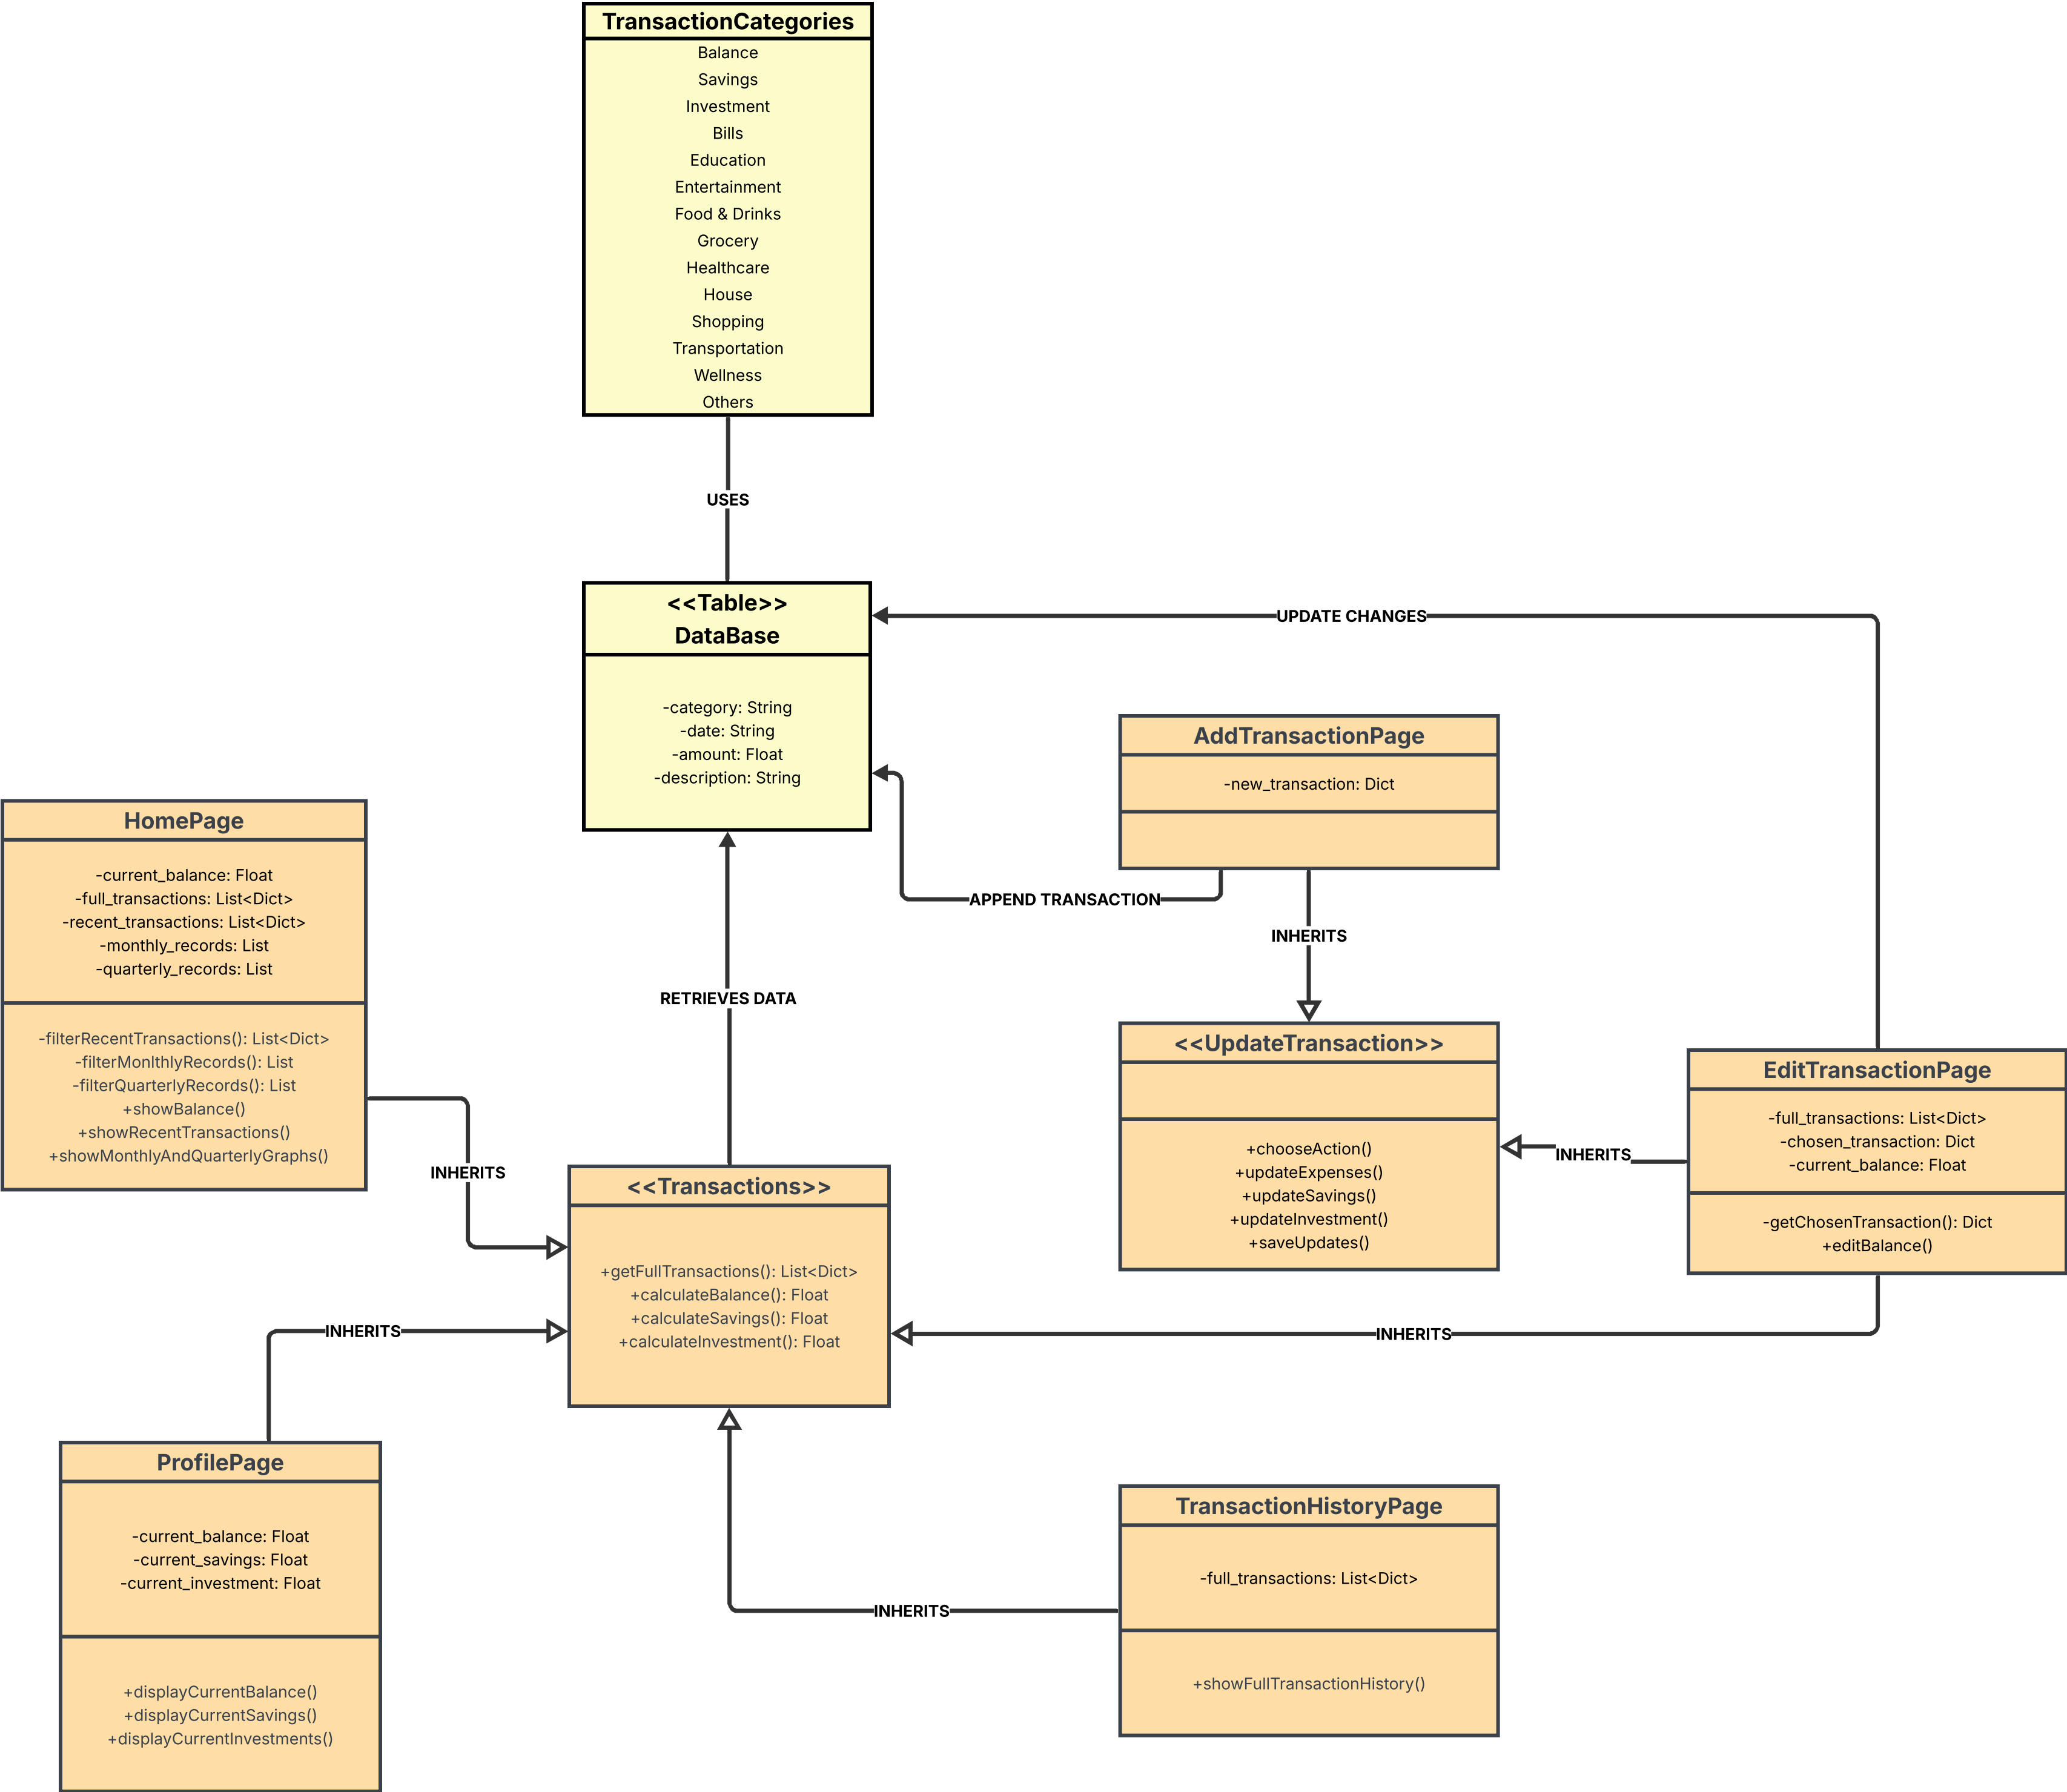 TransactionCategories
Balance
Savings
Investment
Bills
Education
Entertainment
Food & Drinks
Grocery
Healthcare
House
Shopping
Transportation
Wellness
Others
USES
<<Table>>
DataBase
-category: String
-date: String
-amount: Float
-description: String
UPDATE CHANGES
AddTransactionPage
-new_transaction: Dict
APPEND TRANSACTION
INHERITS
HomePage
-current_balance: Float
-full_transactions: List<Dict>
-recent_transactions: List<Dict>
-monthly_records: List
-quarterly_records: List
-filterRecentTransactions(): List<Dict>
-filterMonlthlyRecords(): List
-filterQuarterlyRecords(): List
+showBalance()
+showRecentTransactions()
+showMonthlyAndQuarterlyGraphs()
RETRIEVES DATA
INHERITS
<<UpdateTransaction>>
+chooseAction()
+updateExpenses()
+updateSavings()
+updateInvestment()
+saveUpdates()
INHERITS
EditTransactionPage
-full_transactions: List<Dict>
-chosen_transaction: Dict
-current_balance: Float
-getChosenTransaction(): Dict
+editBalance()
<<Transactions>>
+getFullTransactions(): List<Dict>
+calculateBalance(): Float
+calculateSavings(): Float
+calculateInvestment(): Float
INHERITS
INHERITS
ProfilePage
-current_balance: Float
-current_savings: Float
-current_investment: Float
+displayCurrentBalance()
+displayCurrentSavings()
+displayCurrentInvestments()
INHERITS
TransactionHistoryPage
-full_transactions: List<Dict>
+showFullTransactionHistory()